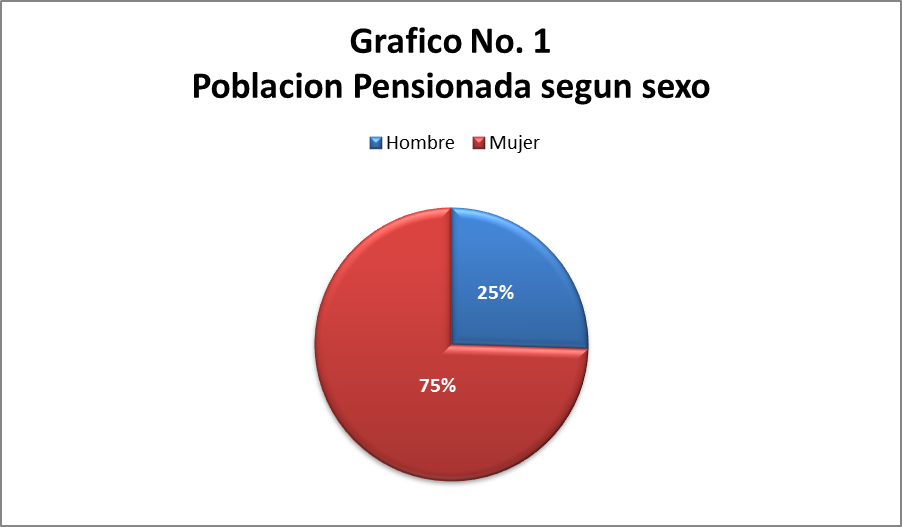 Grafico No. 1
Poblacion Pensionada segun sexo
Hombre Mujer
25%
75%